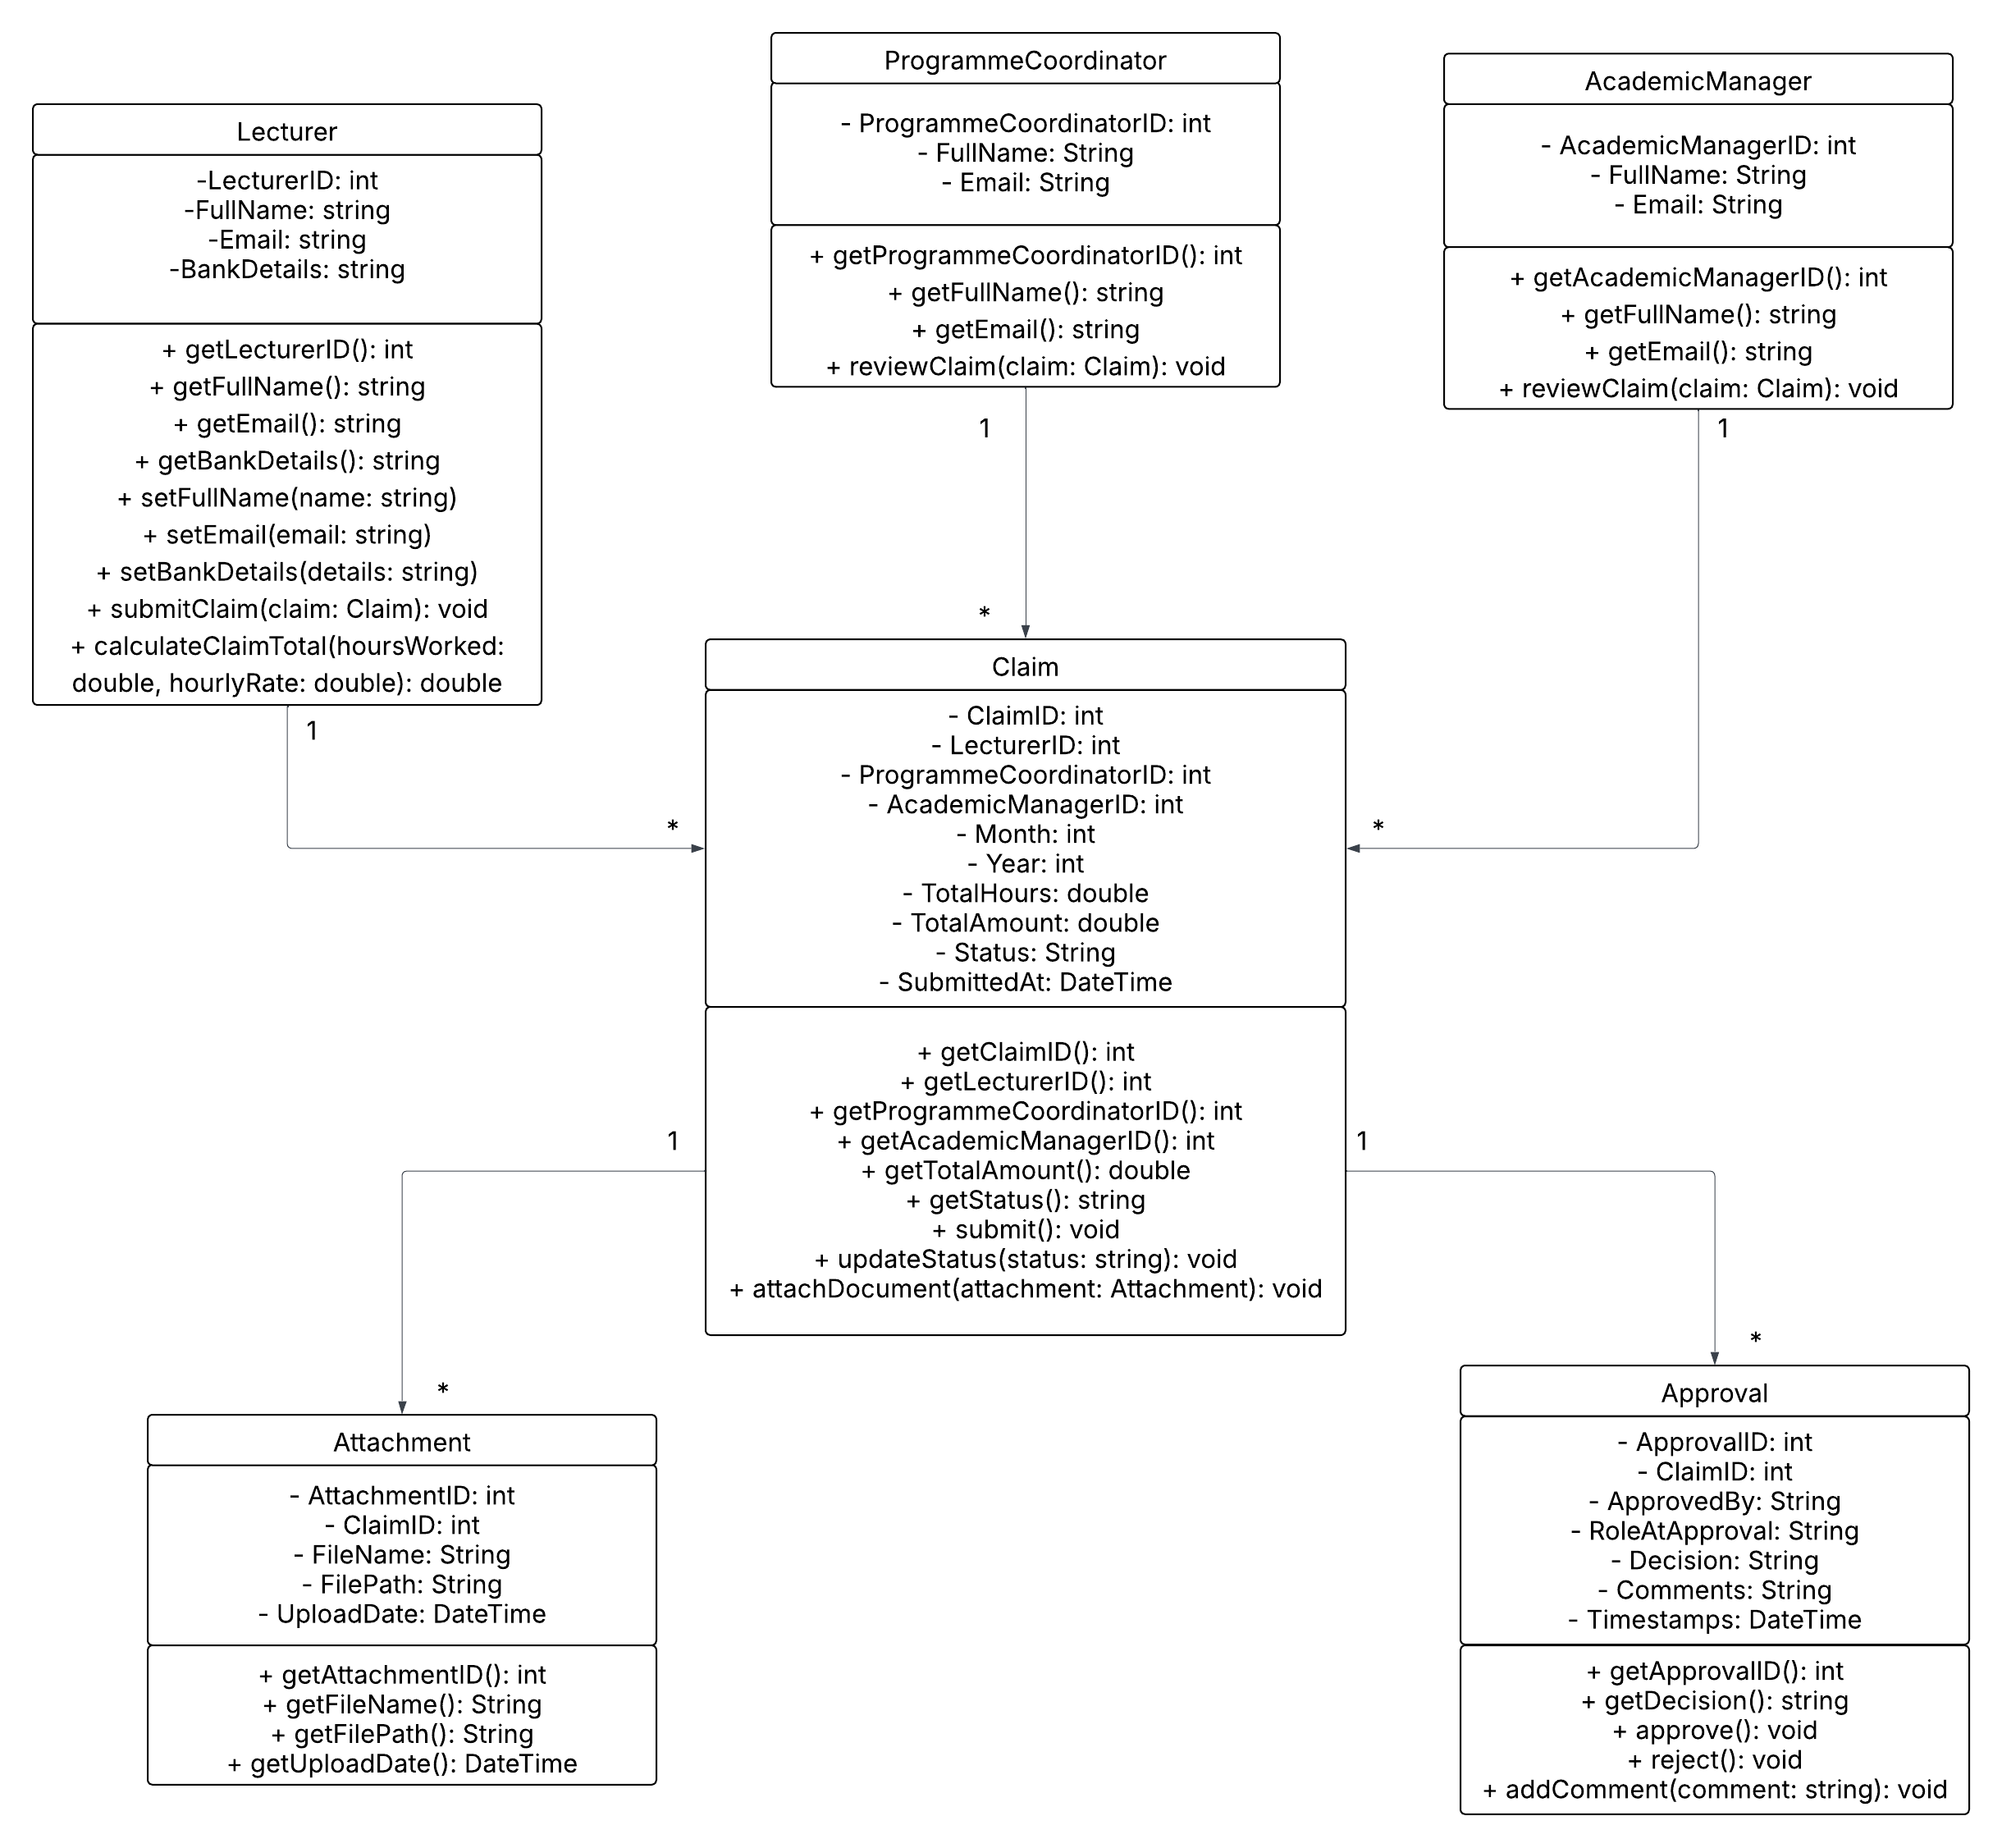 Lecturer
-LecturerID: int
-FullName: string
-Email: string
-BankDetails: string
+ getLecturerID(): int
+ getFullName(): string
+ getEmail(): string
+ getBankDetails(): string
+ setFullName(name: string)
+ setEmail(email: string)
+ setBankDetails(details: string)
+ submitClaim(claim: Claim): void
+ calculateClaimTotal(hoursWorked:
double, hourlyRate: double): double
1
*
ProgrammeCoordinator
- ProgrammeCoordinatorID: int
- FullName: String
- Email: String
+ getProgrammeCoordinatorID(): int
+ getFullName(): string
+ getEmail(): string
+ reviewClaim(claim: Claim): void
1
*
AcademicManager
- AcademicManagerID: int
- FullName: String
- Email: String
+ getAcademicManagerID(): int
+ getFullName(): string
+ getEmail(): string
+ reviewClaim(claim: Claim): void
1
*
Claim
- ClaimID: int
- LecturerID: int
- ProgrammeCoordinatorID: int
- AcademicManagerID: int
- Month: int
- Year: int
- TotalHours: double
- TotalAmount: double
- Status: String
- SubmittedAt: DateTime
+ getClaimID(): int
+ getLecturerID(): int
+ getProgrammeCoordinatorID(): int
+ getAcademicManagerID(): int
+ getTotalAmount(): double
+ getStatus(): string
+ submit(): void
+ updateStatus(status: string): void
+ attachDocument(attachment: Attachment): void
1
*
1
*
Attachment
- AttachmentID: int
- ClaimID: int
- FileName: String
- FilePath: String
- UploadDate: DateTime
+ getAttachmentID(): int
+ getFileName(): String
+ getFilePath(): String
+ getUploadDate(): DateTime
Approval
- ApprovalID: int
- ClaimID: int
- ApprovedBy: String
- RoleAtApproval: String
- Decision: String
- Comments: String
- Timestamps: DateTime
+ getApprovalID(): int
+ getDecision(): string
+ approve(): void
+ reject(): void
+ addComment(comment: string): void